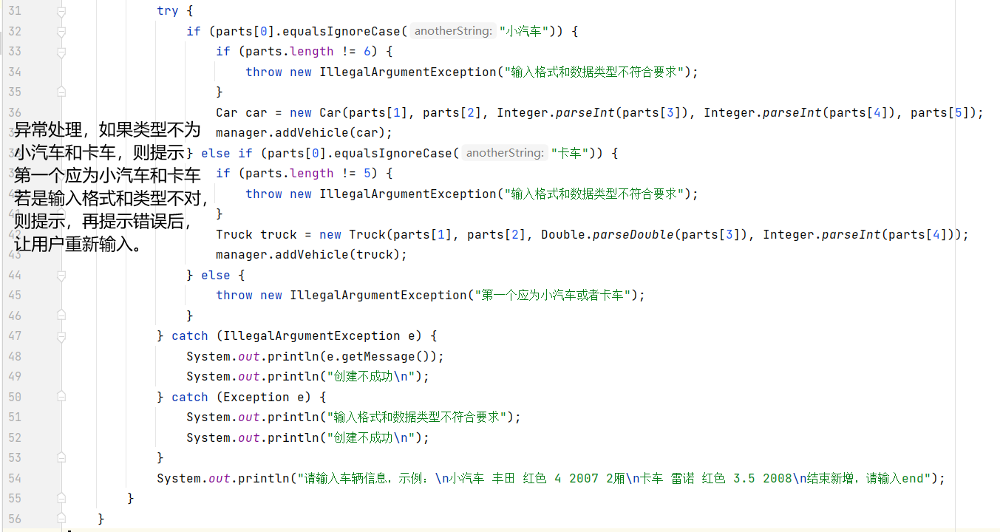 31 try {
32 if (parts[0].equalsIgnoreCase( anotherString: "小汽车")) {
33 if (parts.length != 6) {
34 throw new IllegalArgumentException("输入格式和数据类型不符合要求");
35 }
36 Car car = new Car(parts[1], parts[2], Integer.parseInt(parts[3]), Integer.parseInt(parts[4]), parts[5]);
异常处理，如果类型不为
manager.addVehicle(car);
小汽车和卡车，则提示
} else if (parts[0].equalsIgnoreCase( anotherString: "卡车")) {
第一个应为小汽车和卡车
if (parts.length != 5) {
若是输入格式和类型不对，
throw new IllegalArgumentException("输入格式和数据类型不符合要求");
则提示，再提示错误后，
}
42 Truck truck = new Truck(parts[1], parts[2], Double.parseDouble(parts[3]), Integer.parseInt(parts[4]));
让用户重新输入。
43 manager.addVehicle(truck);
44 } else {
45 throw new IllegalArgumentException("第一个应为小汽车或者卡车");
46 }
47 } catch (IllegalArgumentException e) {
48 System.out.println(e.getMessage());
49 System.out.println("创建不成功\n");
50 } catch (Exception e) {
51 System.out.println("输入格式和数据类型不符合要求");
52 System.out.println("创建不成功\n");
53 }
54 System.out.println("请输入车辆信息，示例：\n小汽车 丰田 红色 4 2007 2厢\n卡车 雷诺 红色 3.5 2008\n结束新增，请输入end");
55 }
56 }